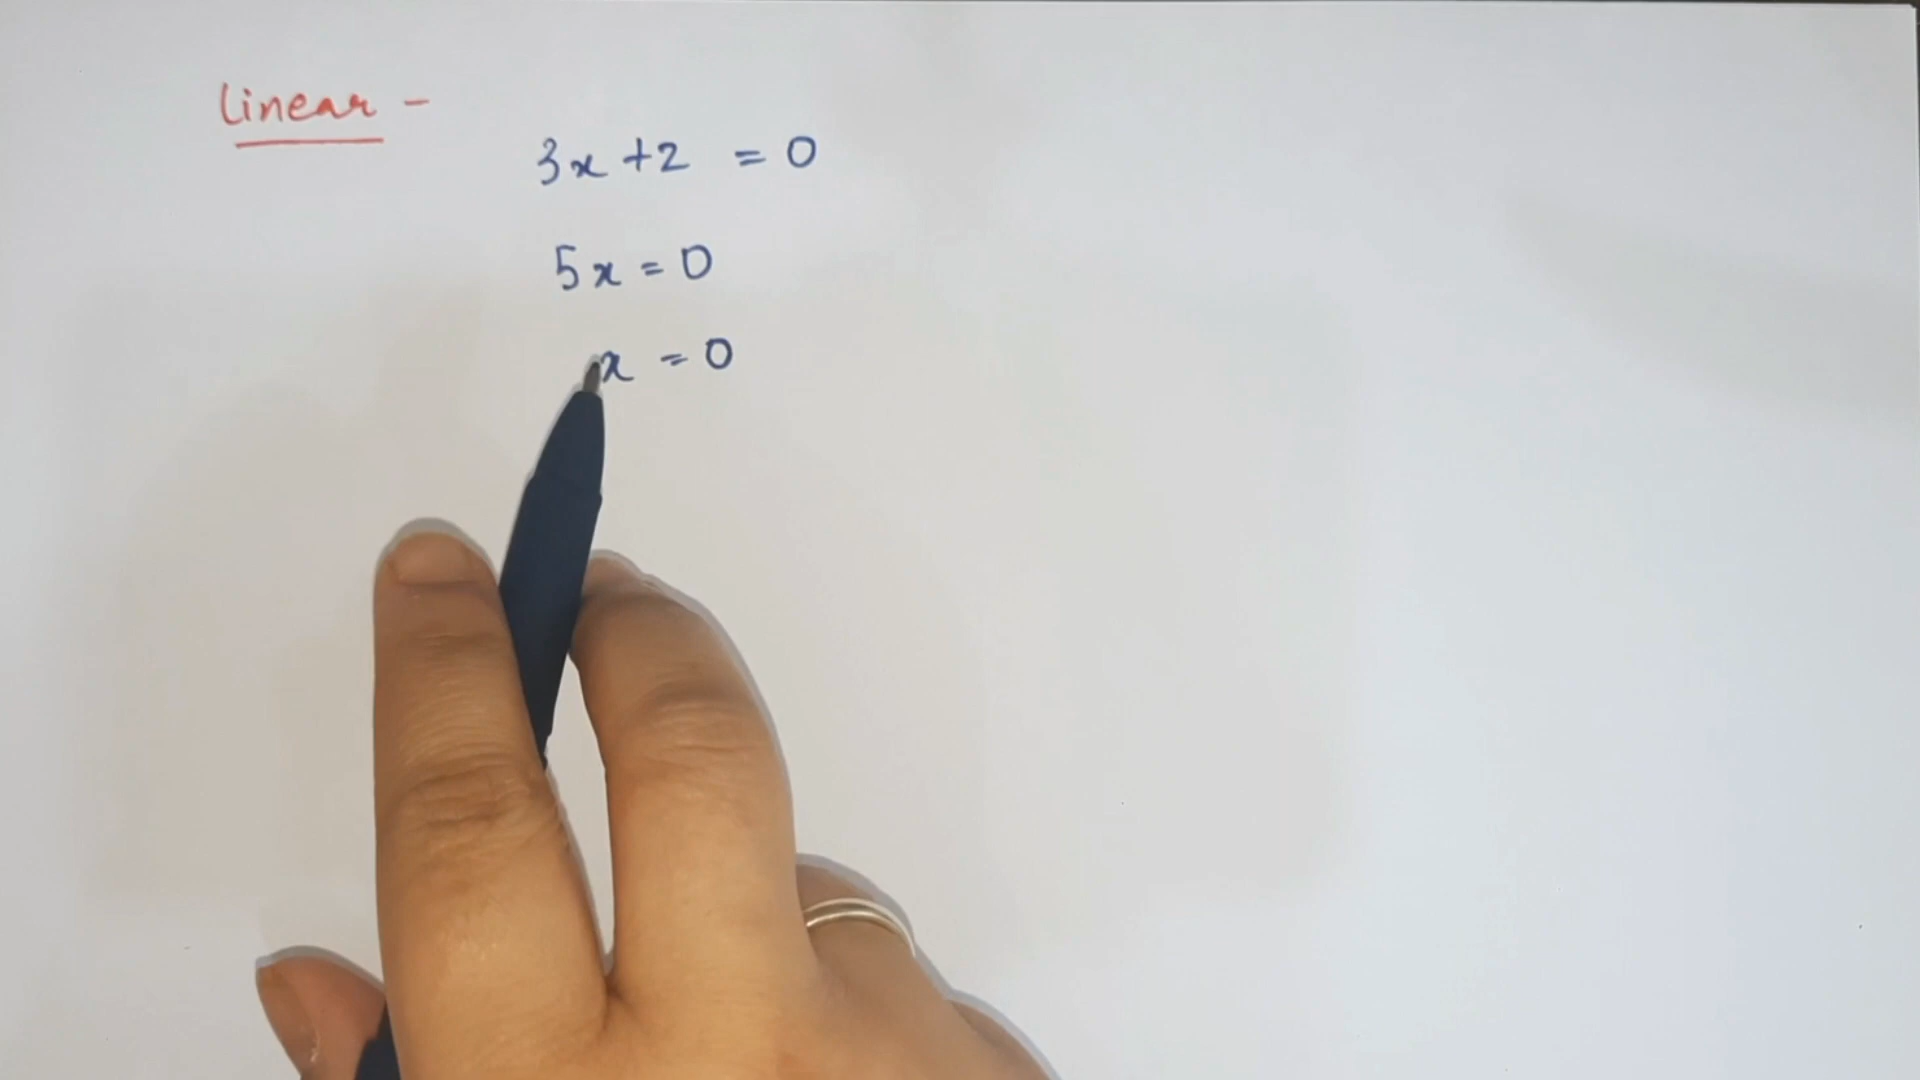 Linear -
3x + 2 = 0
5x = 0
x = 0